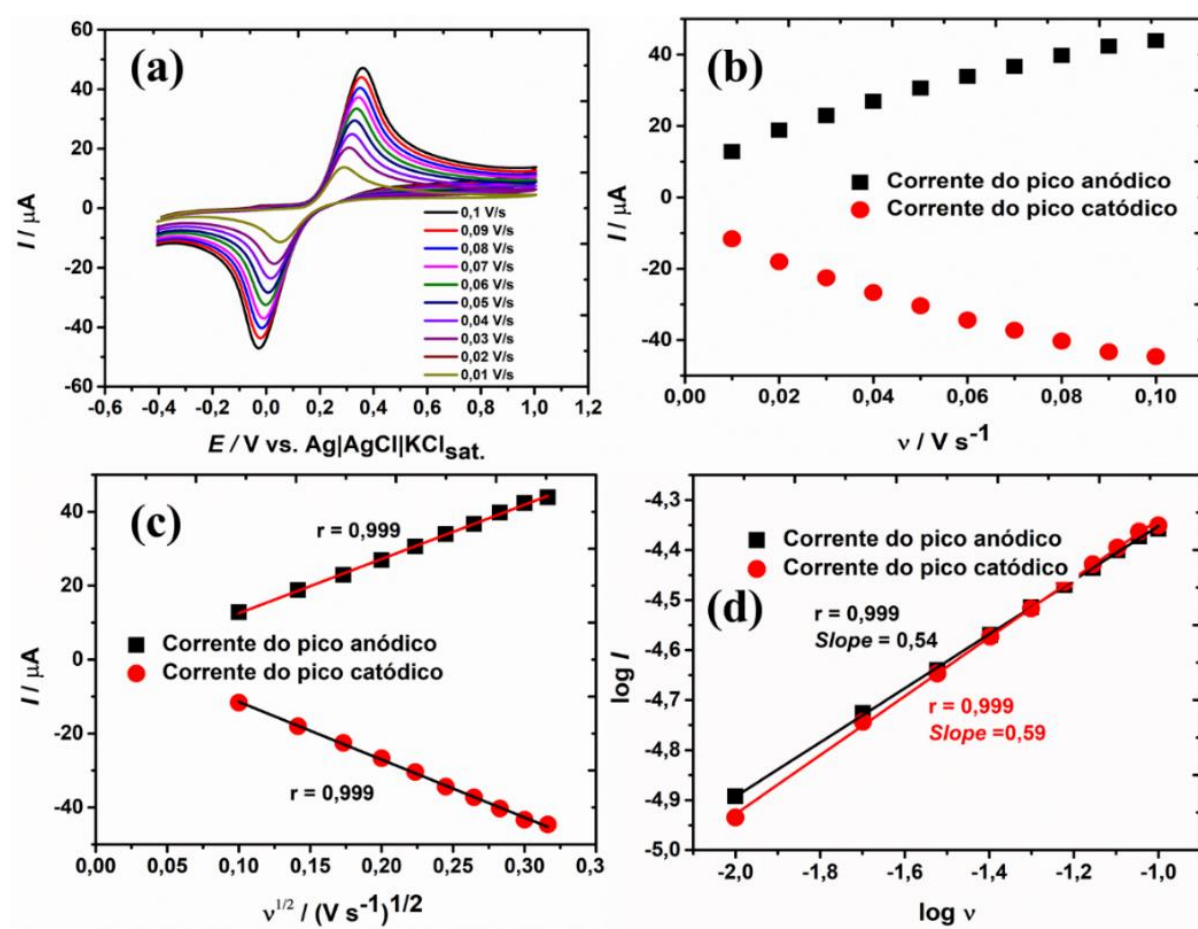 (a)
60
40
20
0
-20
-40
-60
I / µA
-0,6 -0,4 -0,2 0,0 0,2 0,4 0,6 0,8 1,0 1,2
E / V vs. Ag|AgCl|KCl sat.
0,1 V/s
0,09 V/s
0,08 V/s
0,07 V/s
0,06 V/s
0,05 V/s
0,04 V/s
0,03 V/s
0,02 V/s
0,01 V/s
(b)
40
20
0
-20
-40
I / µA
Corrente do pico anódico
Corrente do pico catódico
0,00 0,02 0,04 0,06 0,08 0,10
ν / V s-1
(c)
40
20
0
-20
-40
I / µA
r = 0,999
Corrente do pico anódico
Corrente do pico catódico
r = 0,999
0,00 0,05 0,10 0,15 0,20 0,25 0,30 0,3
ν1/2 / (V s-1)1/2
(d)
-4,3
-4,4
-4,5
-4,6
-4,7
-4,8
-4,9
-5,0
log I
Corrente do pico anódico
Corrente do pico catódico
r = 0,999
Slope = 0,54
r = 0,999
Slope =0,59
-2,0 -1,8 -1,6 -1,4 -1,2 -1,0
log ν